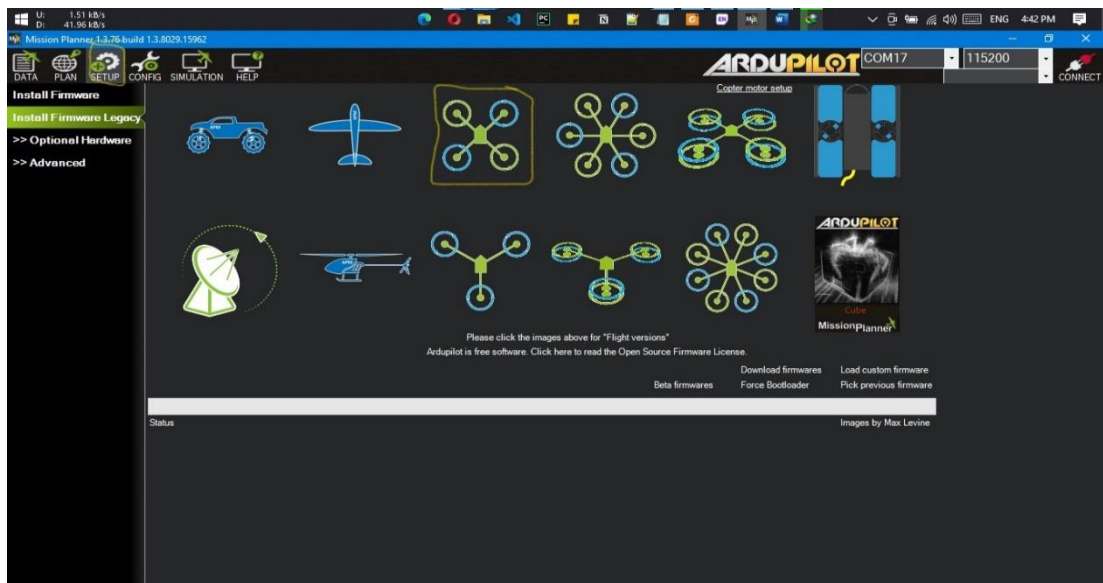 U: 1.51 kB/s
D: 41.96 kB/s
ENG 4:42 PM
Mission Planner 1.3.76 build 1.3.8029.15962
DATA PLAN SETUP CONFIG SIMULATION HELP
ARDUPILOT
COM17 115200
CONNECT
Install Firmware
Install Firmware Legacy
>> Optional Hardware
>> Advanced
Copter motor setup
ARDUPILOT
Cube
MissionPlanner
Please click the images above for "Flight versions"
Ardupilot is free software. Click here to read the Open Source Firmware License.
Download firmwares Load custom firmware
Beta firmwares Force Bootloader Pick previous firmware
Status
Images by Max Levine